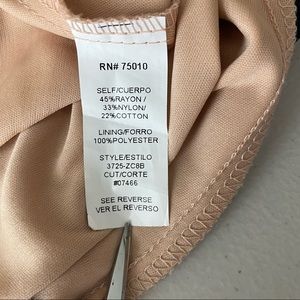 RN# 75010
SELF/CUERPO
45%RAYON /
33%NYLON/
22%COTTON
LINING/FORRO
100%POLYESTER
STYLE/ESTILO
3725-ZC8B
CUT/CORTE
#07466
SEE REVERSE
VER EL REVERSO